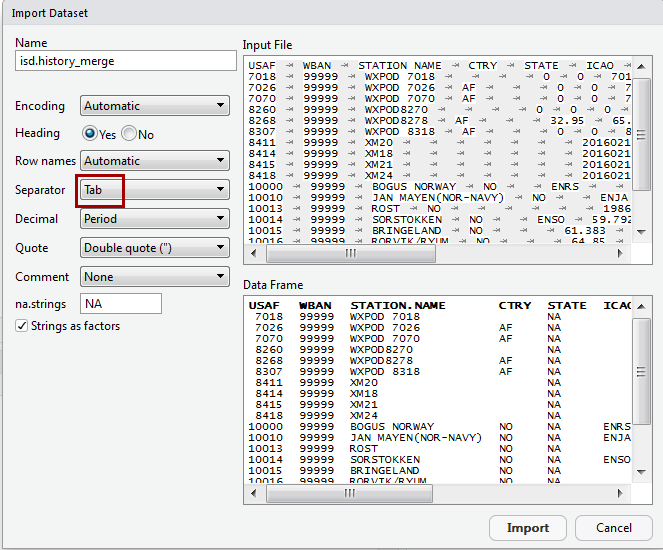 Import Dataset
Name
isd.history_merge
Encoding Automatic
Heading Yes No
Row names Automatic
Separator Tab
Decimal Period
Quote Double quote (")
Comment None
na.strings NA
Strings as factors
Input File
USAF → WBAN → STATION NAME → CTRY → STATE → ICAO →
7018 → 99999 → WXPOD 7018 → → → → 0 → 0 → 701
7026 → 99999 → WXPOD 7026 → AF → → → 0 → 0 → 7
7070 → 99999 → WXPOD 7070 → AF → → → 0 → 0 → 7
8260 → 99999 → WXPOD8270 → → → → 0 → 0 → 0
8268 → 99999 → WXPOD8278 → AF → → → 32.95 → 65.
8307 → 99999 → WXPOD 8318 → AF → → → 0 → 0 → 8
8411 → 99999 → XM20 → → → → → → → 2016021
8414 → 99999 → XM18 → → → → → → → 2016021
8415 → 99999 → XM21 → → → → → → → 2016021
8418 → 99999 → XM24 → → → → → → → 2016021
10000 → 99999 → BOGUS NORWAY → NO → → ENRS →
10010 → 99999 → JAN MAYEN(NOR-NAVY) → NO → → ENJA
10013 → 99999 → ROST → NO → → → → → → 1986
10014 → 99999 → SORSTOKKEN → NO → → ENSO → 59.792
10015 → 99999 → BRINGELAND → NO → → → 61.383 →
10016 → 99999 → RORVIK/RYUM → NO → → → 64.85 →
Data Frame
USAF WBAN STATION.NAME CTRY STATE ICAO
7018 99999 WXPOD 7018 NA
7026 99999 WXPOD 7026 AF NA
7070 99999 WXPOD 7070 AF NA
8260 99999 WXPOD8270 NA
8268 99999 WXPOD8278 AF NA
8307 99999 WXPOD 8318 AF NA
8411 99999 XM20 NA
8414 99999 XM18 NA
8415 99999 XM21 NA
8418 99999 XM24 NA
10000 99999 BOGUS NORWAY NO NA ENRS
10010 99999 JAN MAYEN(NOR-NAVY) NO NA ENJA
10013 99999 ROST NO NA
10014 99999 SORSTOKKEN NO NA ENSO
10015 99999 BRINGELAND NO NA
10016 99999 RORVIK/RYUM NO NA
Import Cancel